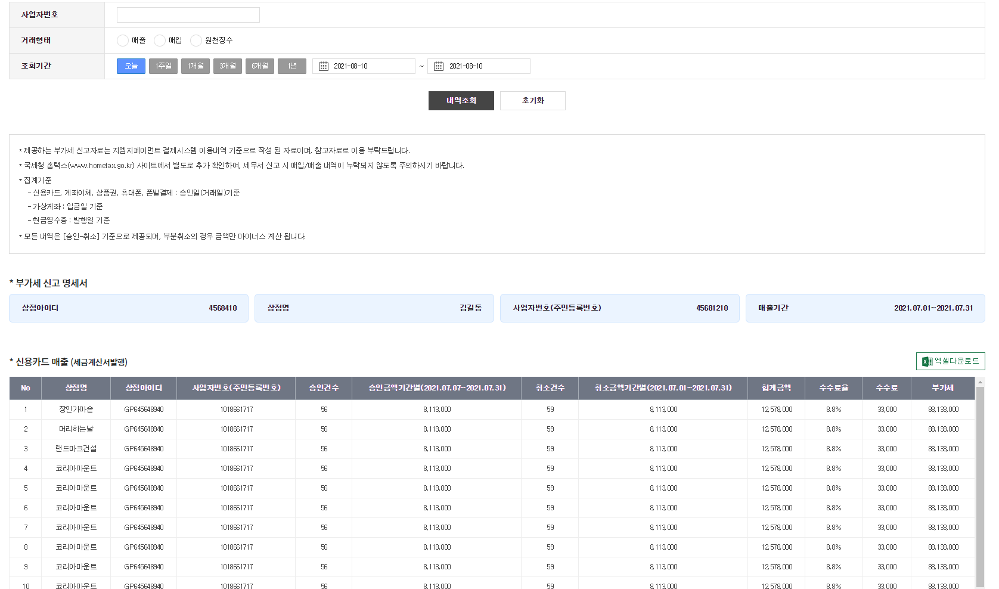 사업자번호
거래형태 매출 매입 원천징수
조회기간 오늘 1주일 1개월 3개월 6개월 1년 2021-08-10 ~ 2021-08-10
내역조회 초기화
* 제공하는 부가세 신고자료는 지엠지페이먼트 결제시스템 이용내역 기준으로 작성 된 자료이며, 참고자료로 이용 부탁드립니다.
* 국세청 홈택스(www.hometax.go.kr) 사이트에서 별도로 추가 확인하여, 세무서 신고 시 매입/매출 내역이 누락되지 않도록 주의하시기 바랍니다.
* 집계기준
- 신용카드, 계좌이체, 상품권, 휴대폰, 폰빌결제 : 승인일(거래일)기준
- 가상계좌 : 입금일 기준
- 현금영수증 : 발행일 기준
* 모든 내역은 [승인-취소] 기준으로 제공되며, 부분취소의 경우 금액만 마이너스 계산 됩니다.
* 부가세 신고 명세서
상점아이디 4568410 상점명 김길동 사업자번호(주민등록번호) 45681210 매출기간 2021.07.01~2021.07.31
* 신용카드 매출 (세금계산서발행) 엑셀다운로드
No 상점명 상점아이디 사업자번호(주민등록번호) 승인건수 승인금액기간별(2021.07.07~2021.07.31) 취소건수 취소금액기간별(2021.07.01~2021.07.31) 합계금액 수수료율 수수료 부가세
1 장인가마솥 GP645648940 1018661717 56 8,113,000 59 8,113,000 12,578,000 8.8% 33,000 88,133,000
2 머리하는날 GP645648940 1018661717 56 8,113,000 59 8,113,000 12,578,000 8.8% 33,000 88,133,000
3 랜드마크건설 GP645648940 1018661717 56 8,113,000 59 8,113,000 12,578,000 8.8% 33,000 88,133,000
4 코리아마운트 GP645648940 1018661717 56 8,113,000 59 8,113,000 12,578,000 8.8% 33,000 88,133,000
5 코리아마운트 GP645648940 1018661717 56 8,113,000 59 8,113,000 12,578,000 8.8% 33,000 88,133,000
6 코리아마운트 GP645648940 1018661717 56 8,113,000 59 8,113,000 12,578,000 8.8% 33,000 88,133,000
7 코리아마운트 GP645648940 1018661717 56 8,113,000 59 8,113,000 12,578,000 8.8% 33,000 88,133,000
8 코리아마운트 GP645648940 1018661717 56 8,113,000 59 8,113,000 12,578,000 8.8% 33,000 88,133,000
9 코리아마운트 GP645648940 1018661717 56 8,113,000 59 8,113,000 12,578,000 8.8% 33,000 88,133,000
10 코리아마운트 GP645648940 1018661717 56 8,113,000 59 8,113,000 12,578,000 8.8% 33,000 88,133,000